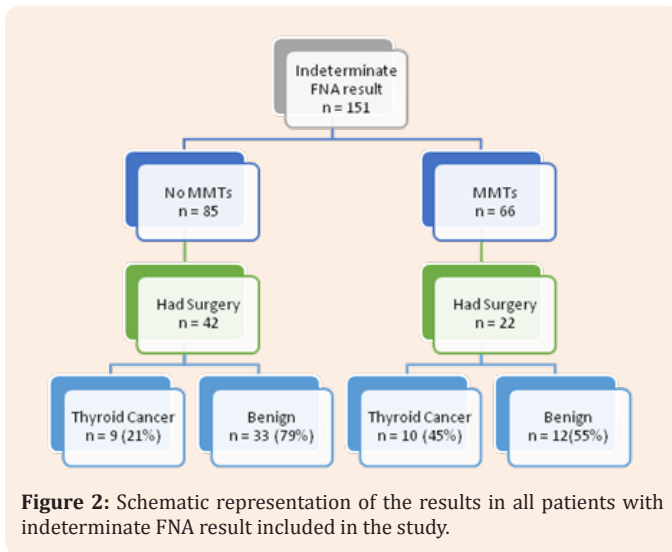 Indeterminate
FNA result
n = 151
No MMTs
n = 85
MMTs
n = 66
Had Surgery
n = 42
Had Surgery
n = 22
Thyroid Cancer
n = 9 (21%)
Benign
n = 33 (79%)
Thyroid Cancer
n = 10 (45%)
Benign
n = 12(55%)
Figure 2: Schematic representation of the results in all patients with
indeterminate FNA result included in the study.